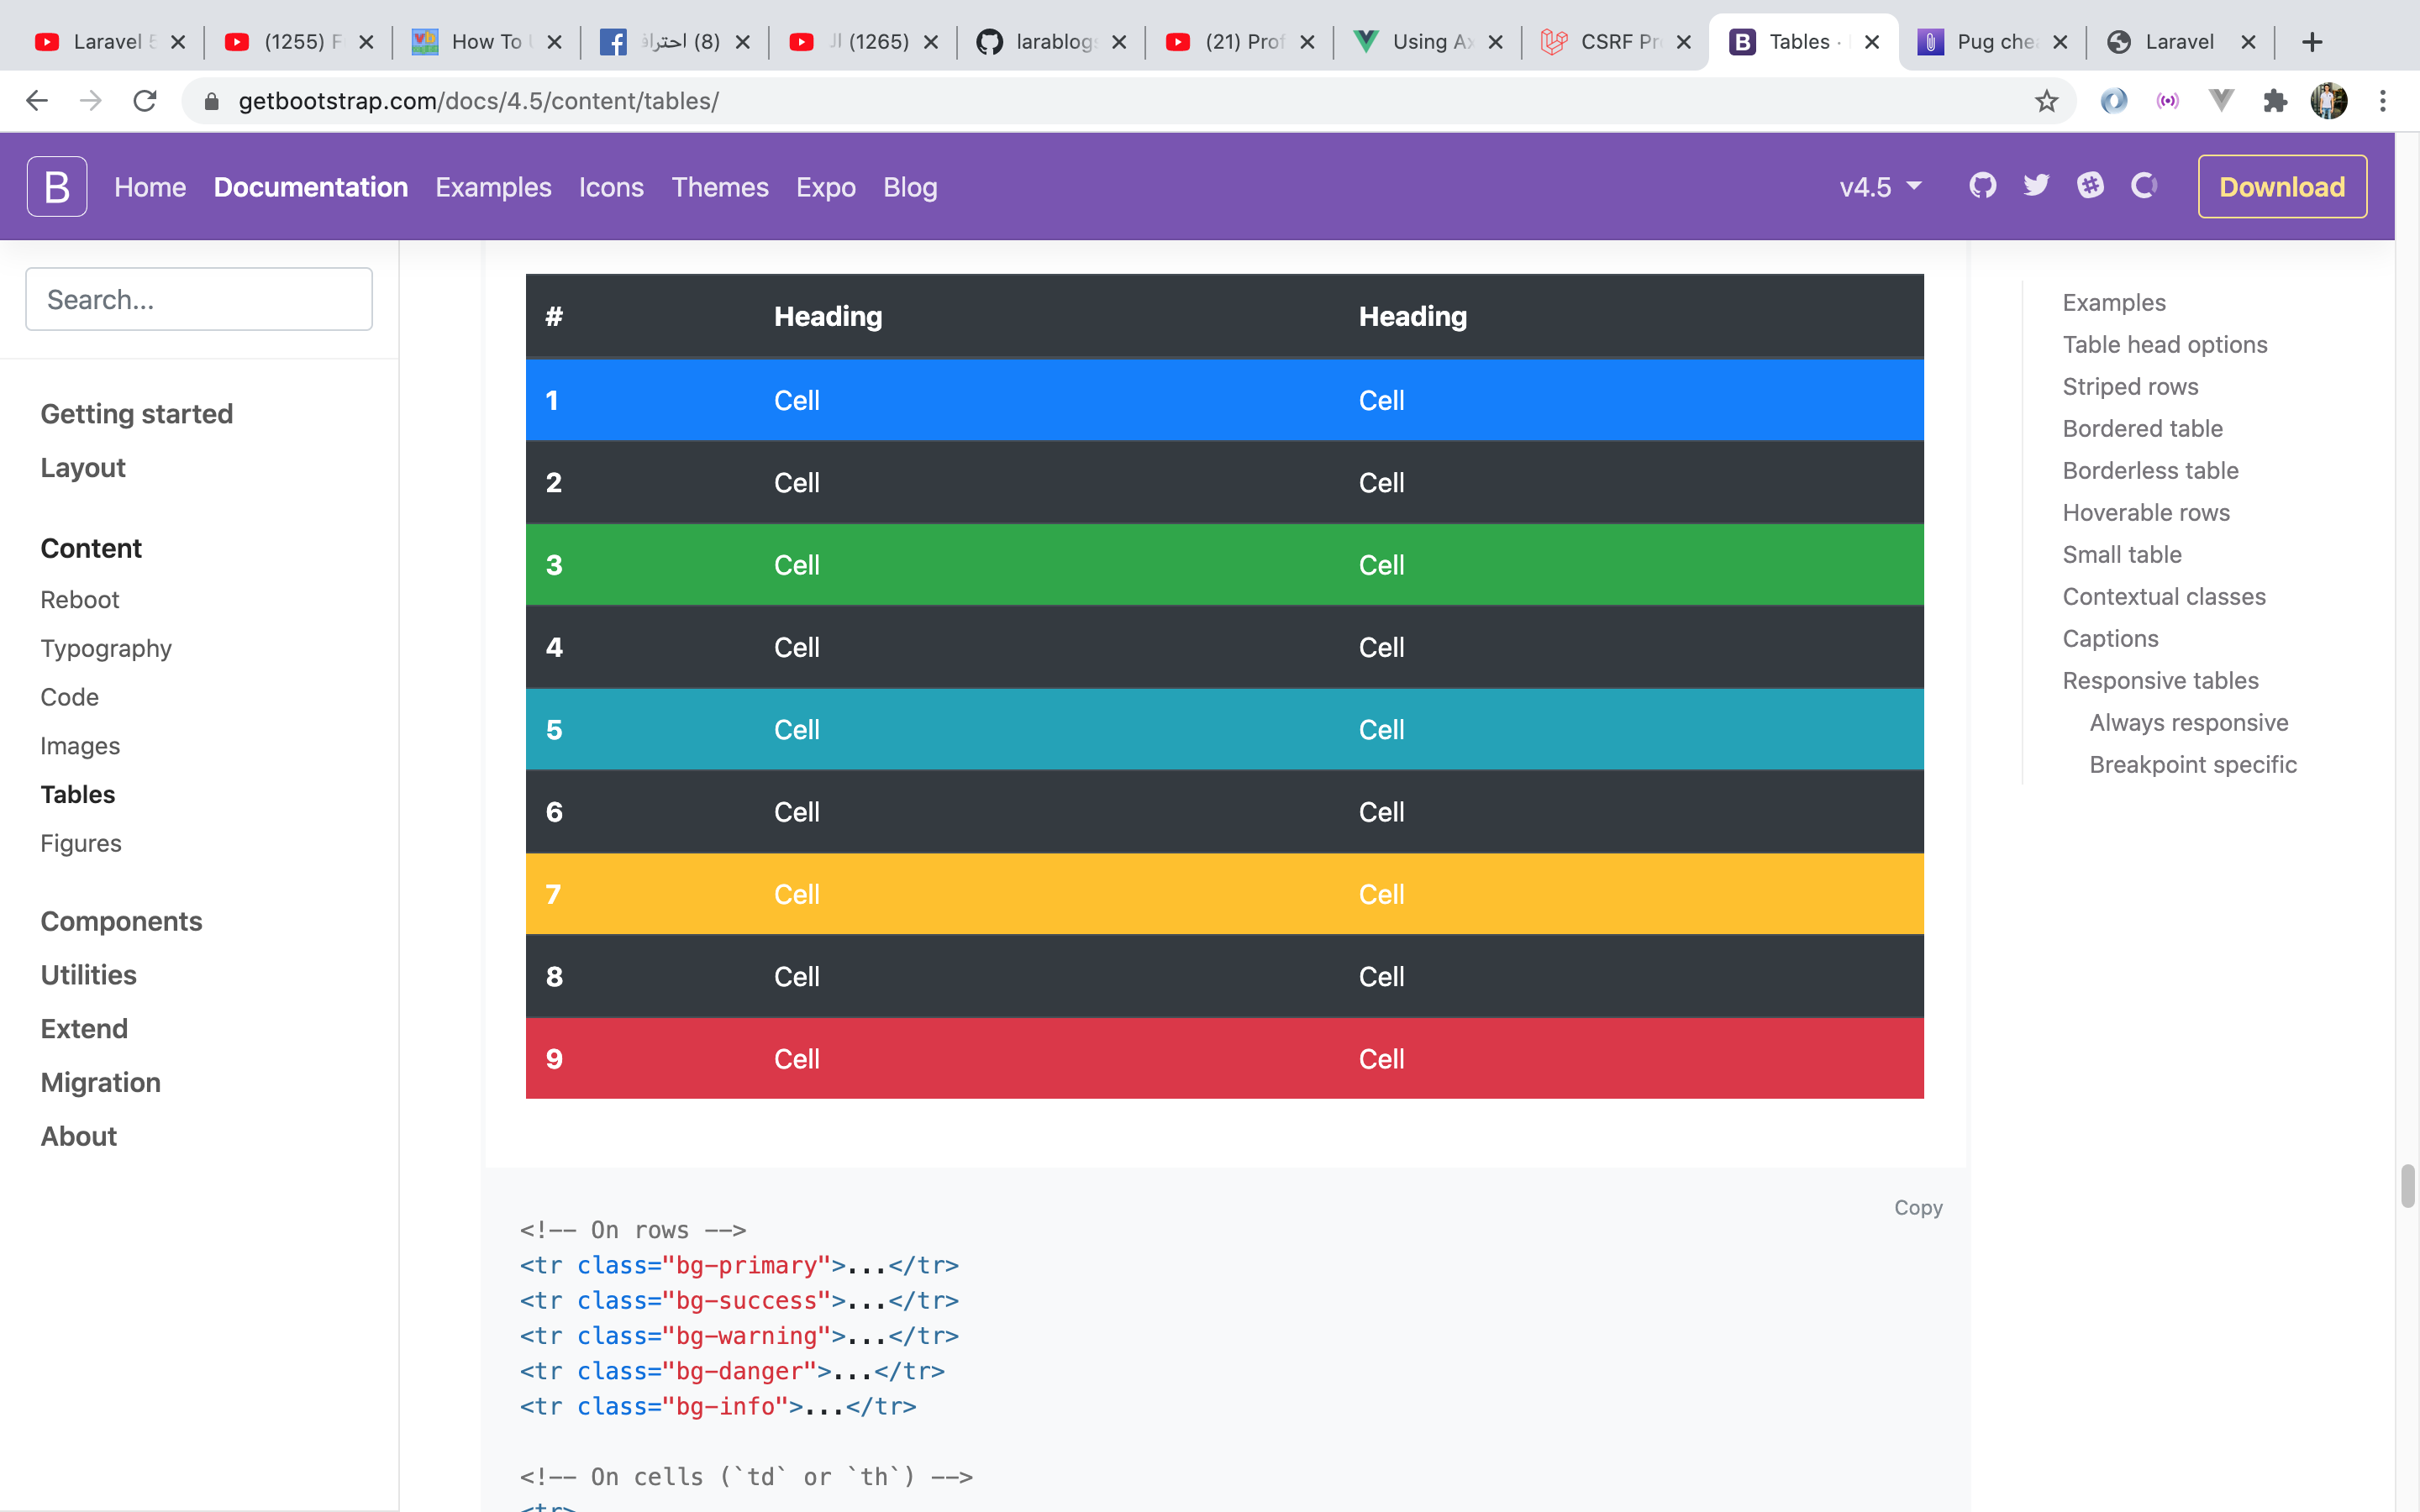 Laravel 5
(1255) F
How To
(8) احتراف
(1265) ال
larablog
(21) Prof
Using Ax
CSRF Pr
Tables ·
Pug che
Laravel
getbootstrap.com/docs/4.5/content/tables/
B Home Documentation Examples Icons Themes Expo Blog v4.5 Download
Search...
Getting started
Layout
Content
Reboot
Typography
Code
Images
Tables
Figures
Components
Utilities
Extend
Migration
About
# Heading Heading
1 Cell Cell
2 Cell Cell
3 Cell Cell
4 Cell Cell
5 Cell Cell
6 Cell Cell
7 Cell Cell
8 Cell Cell
9 Cell Cell
Copy
<!-- On rows -->
<tr class="bg-primary">...</tr>
<tr class="bg-success">...</tr>
<tr class="bg-warning">...</tr>
<tr class="bg-danger">...</tr>
<tr class="bg-info">...</tr>
<!-- On cells (`td` or `th`) -->
<tr>
Examples
Table head options
Striped rows
Bordered table
Borderless table
Hoverable rows
Small table
Contextual classes
Captions
Responsive tables
Always responsive
Breakpoint specific